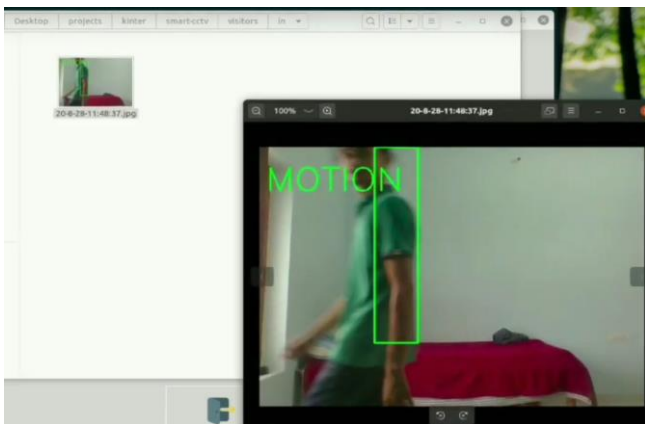 Desktop projects kinter smart-cctv visitors in
20-8-28-11:48:37.jpg
100% 20-8-28-11:48:37.jpg
MOTION